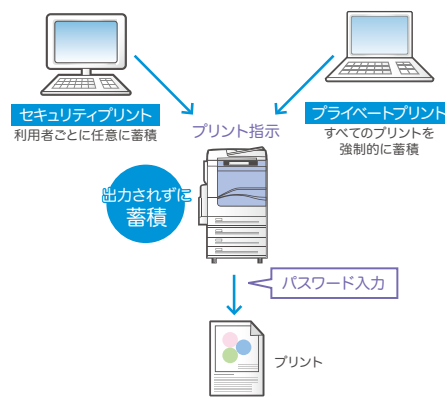 セキュリティプリント
利用者ごとに任意に蓄積
プリント指示
プライベートプリント
すべてのプリントを
強制的に蓄積
出力されずに
蓄積
パスワード入力
プリント